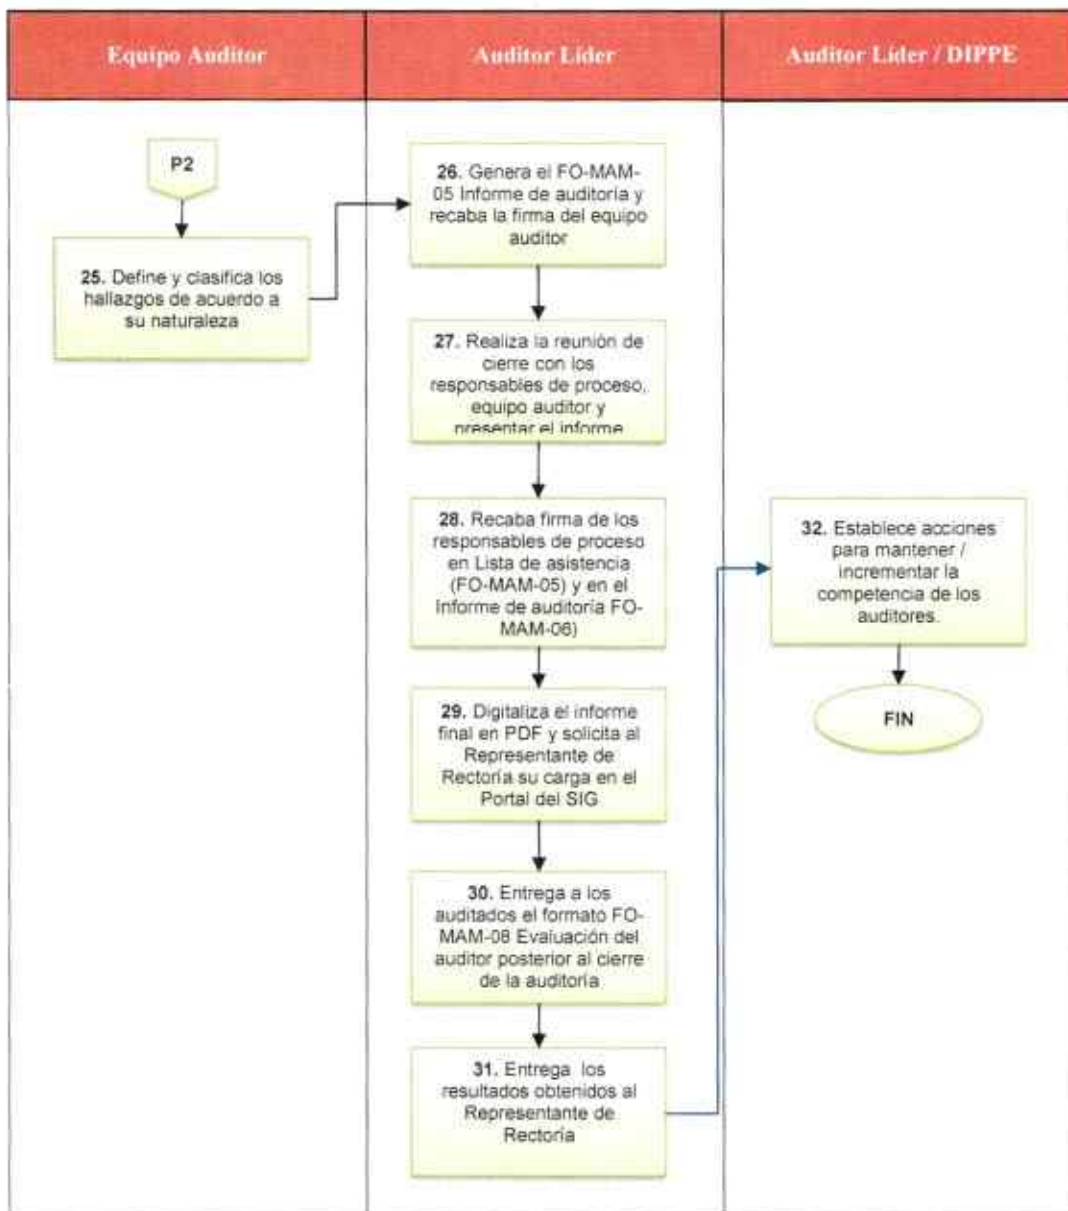 Equipo Auditor
Auditor Líder
Auditor Líder / DIPPE
P2
25. Define y clasifica los
hallazgos de acuerdo a
su naturaleza
26. Genera el FO-MAM-
05 Informe de auditoría y
recaba la firma del equipo
auditor
27. Realiza la reunión de
cierre con los
responsables de proceso,
equipo auditor y
presentar el informe
28. Recaba firma de los
responsables de proceso
en Lista de asistencia
(FO-MAM-05) y en el
Informe de auditoría FO-
MAM-06)
29. Digitaliza el informe
final en PDF y solicita al
Representante de
Rectoría su carga en el
Portal del SIG
30. Entrega a los
auditados el formato FO-
MAM-08 Evaluación del
auditor posterior al cierre
de la auditoría
31. Entrega los
resultados obtenidos al
Representante de
Rectoría
32. Establece acciones
para mantener /
incrementar la
competencia de los
auditores.
FIN